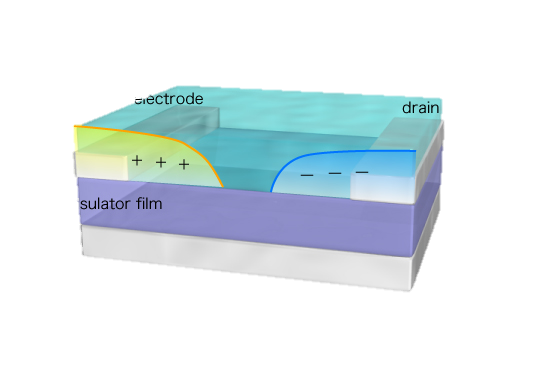 electrode
drain
+ + +
− − −
sulator film